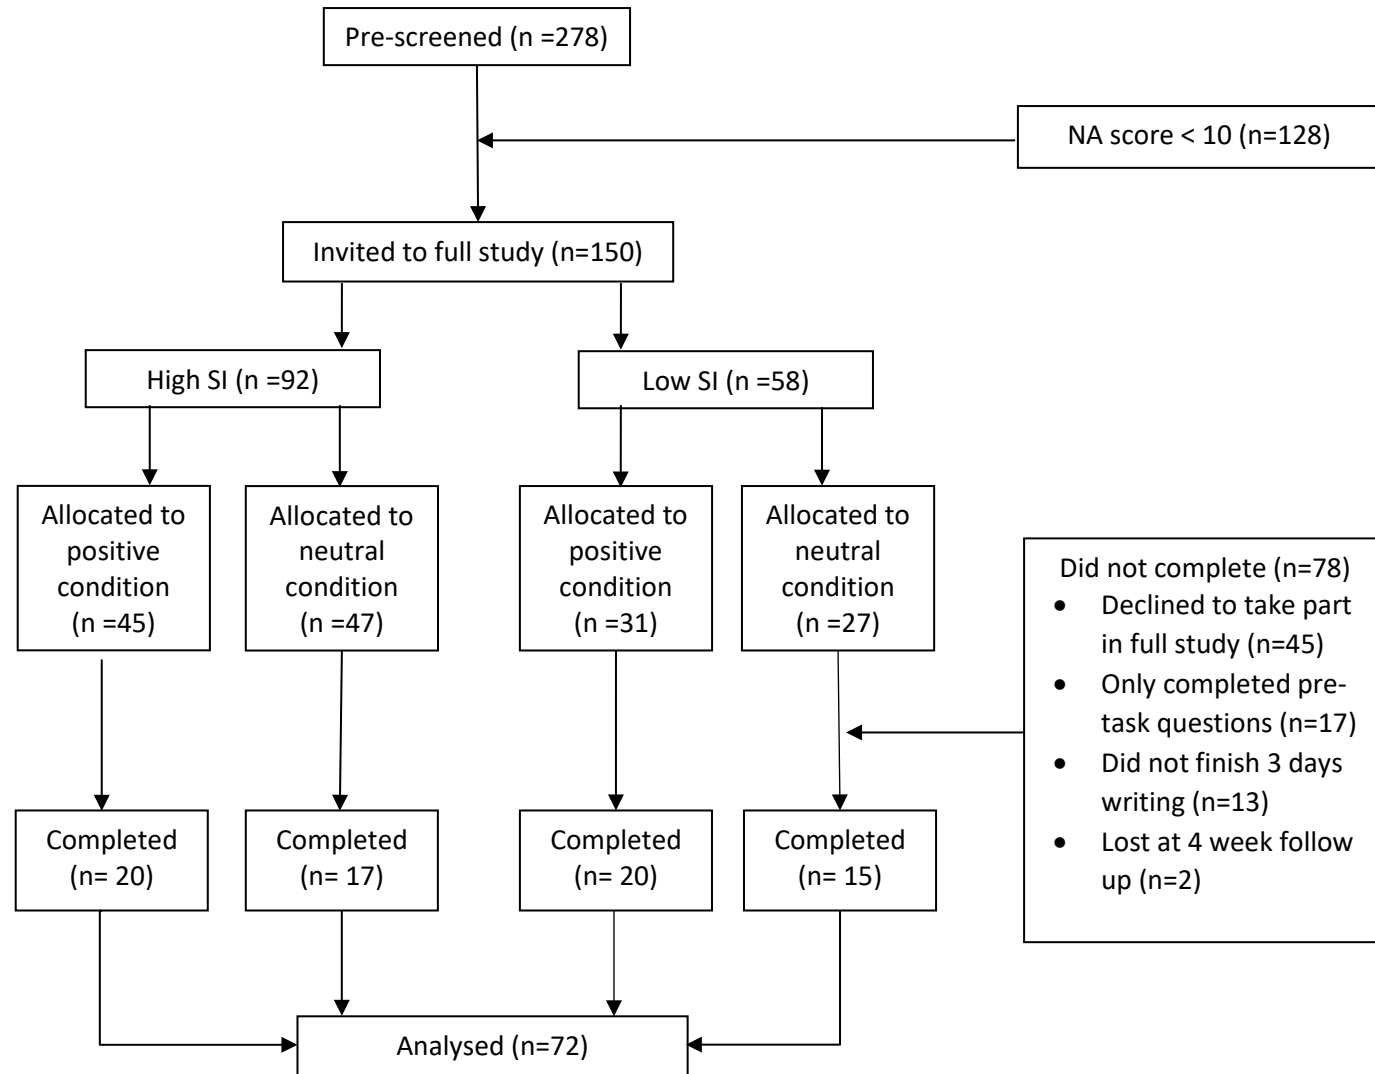 Pre-screened (n =278)
NA score < 10 (n=128)
Invited to full study (n=150)
High SI (n =92)
Low SI (n =58)
Allocated to
positive
condition
(n =45)
Allocated to
neutral
condition
(n =47)
Allocated to
positive
condition
(n =31)
Allocated to
neutral
condition
(n =27)
Did not complete (n=78)
• Declined to take part
in full study (n=45)
• Only completed pre-
task questions (n=17)
• Did not finish 3 days
writing (n=13)
• Lost at 4 week follow
up (n=2)
Completed
(n= 20)
Completed
(n= 17)
Completed
(n= 20)
Completed
(n= 15)
Analysed (n=72)